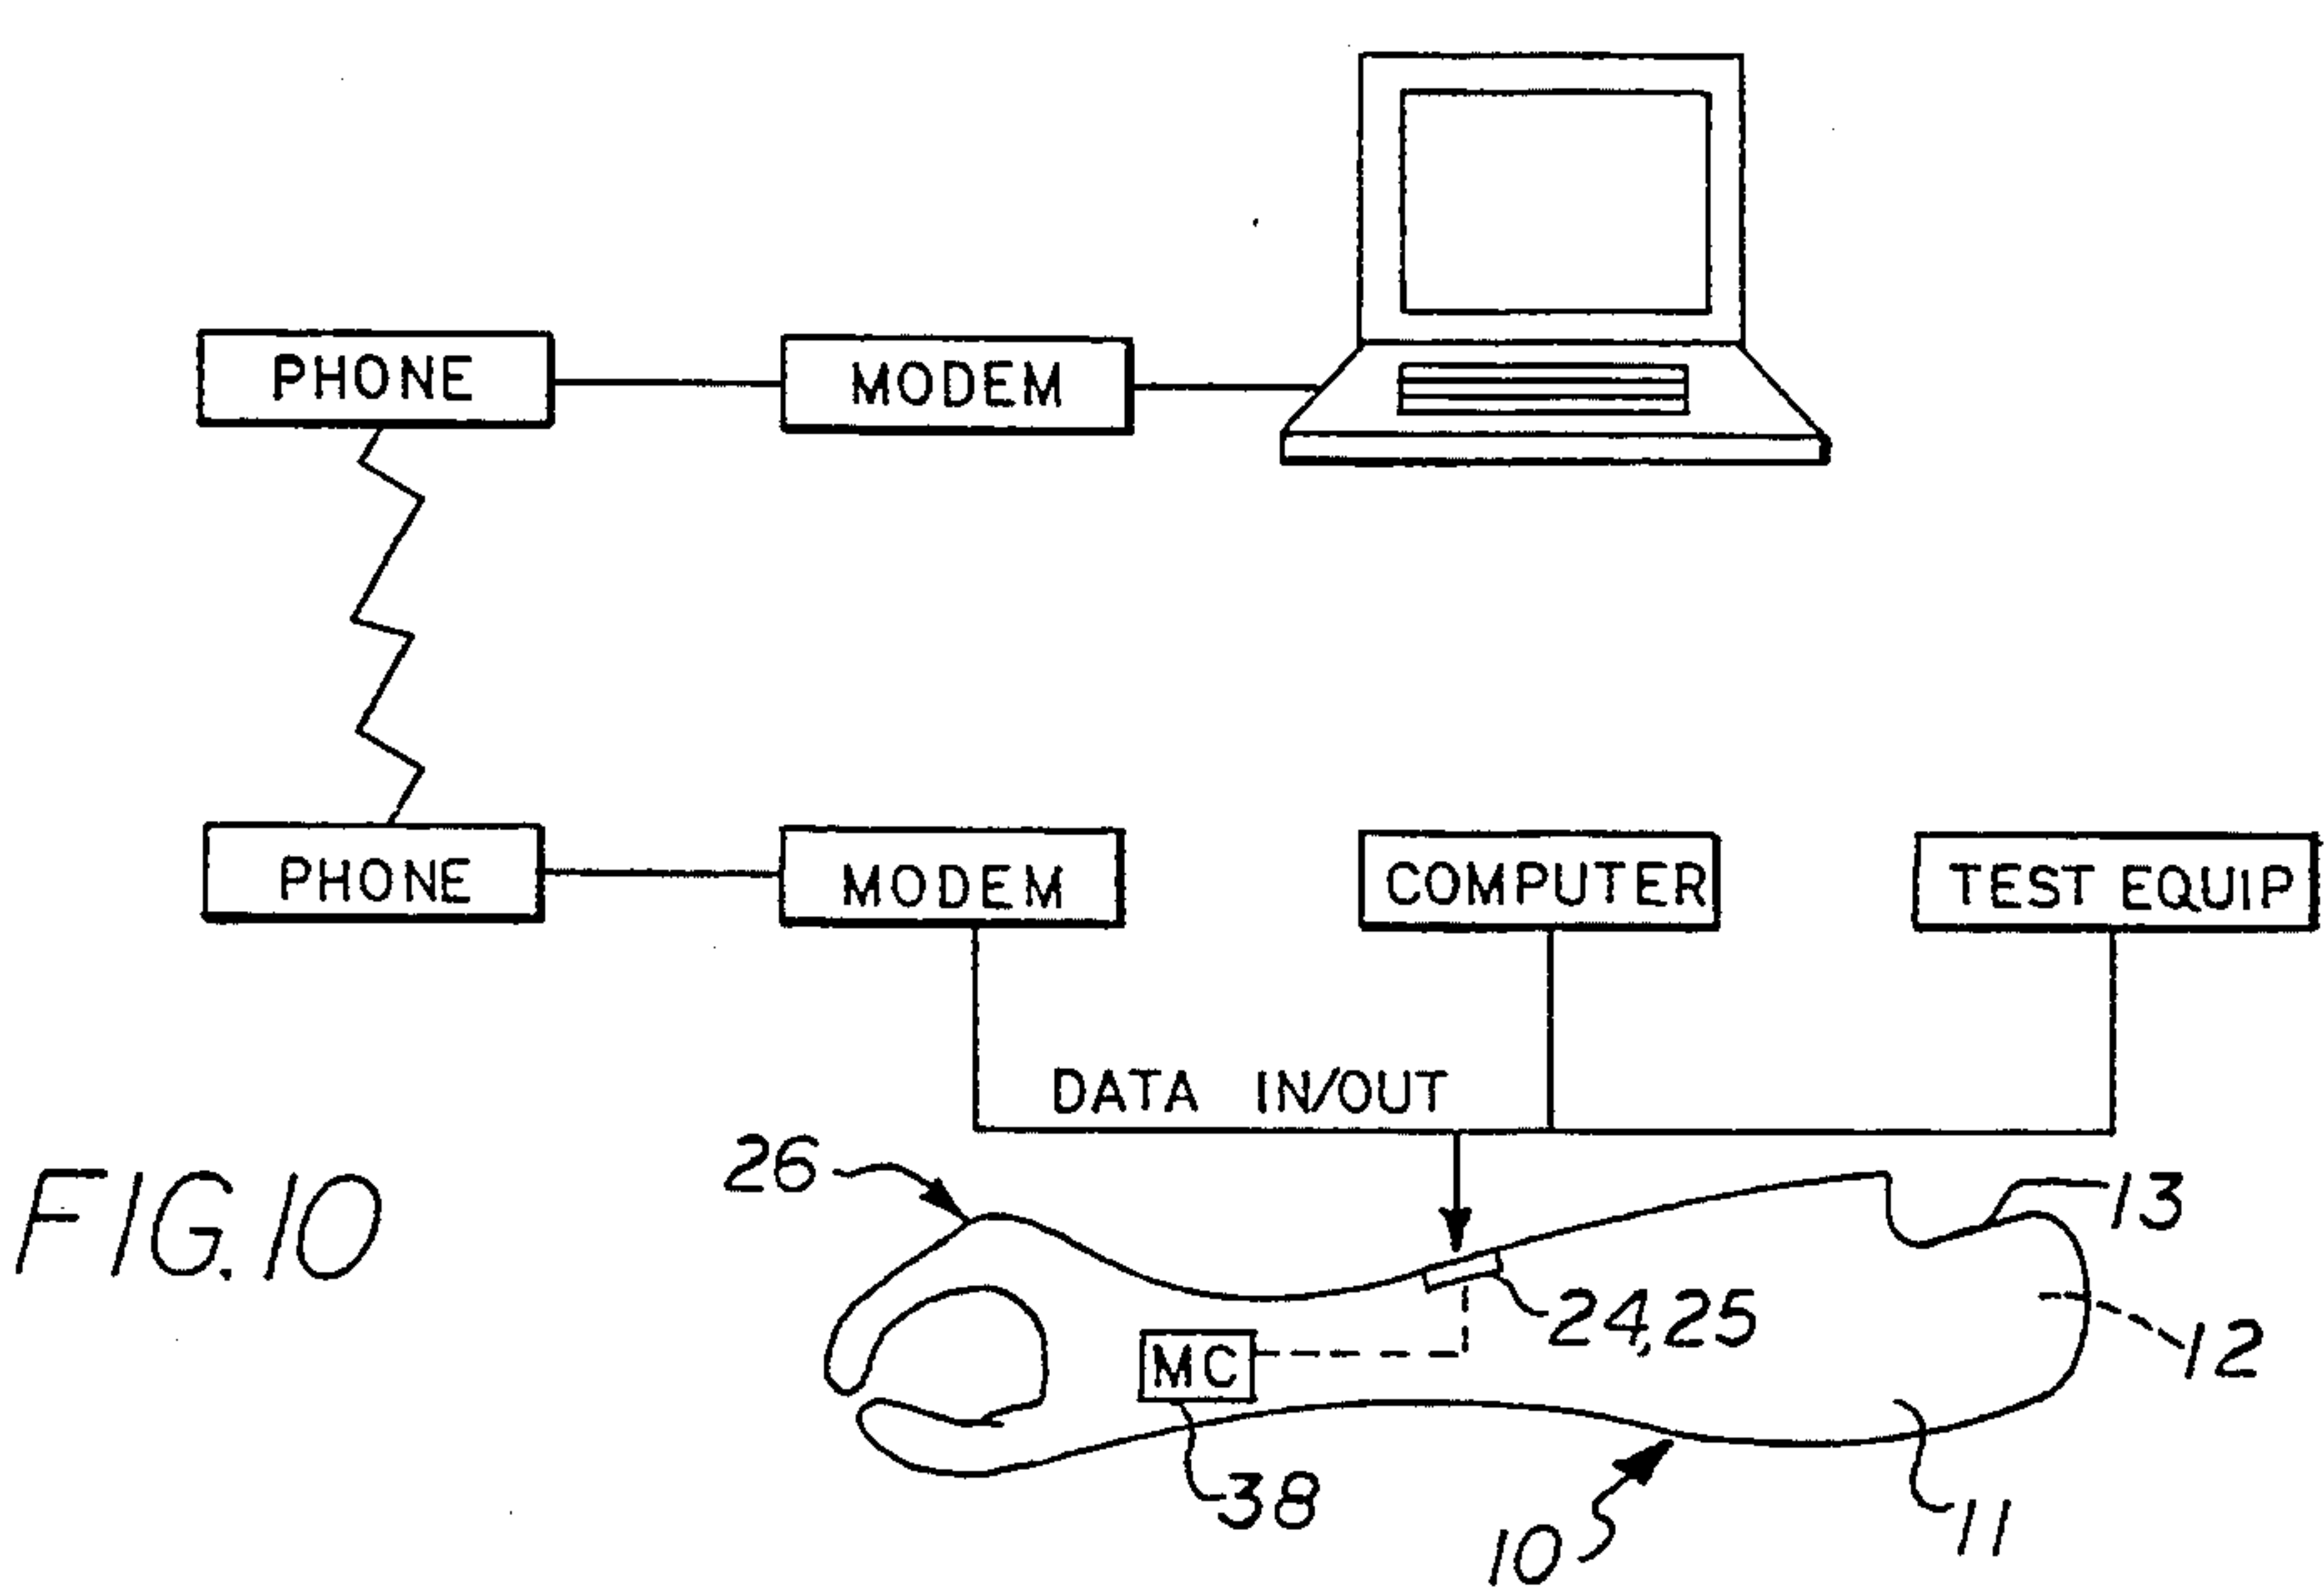 PHONE
MODEM
PHONE
MODEM
COMPUTER
TEST EQUIP
DATA IN/OUT
26
13
FIG. 10
24,25
12
MC
38
10
11